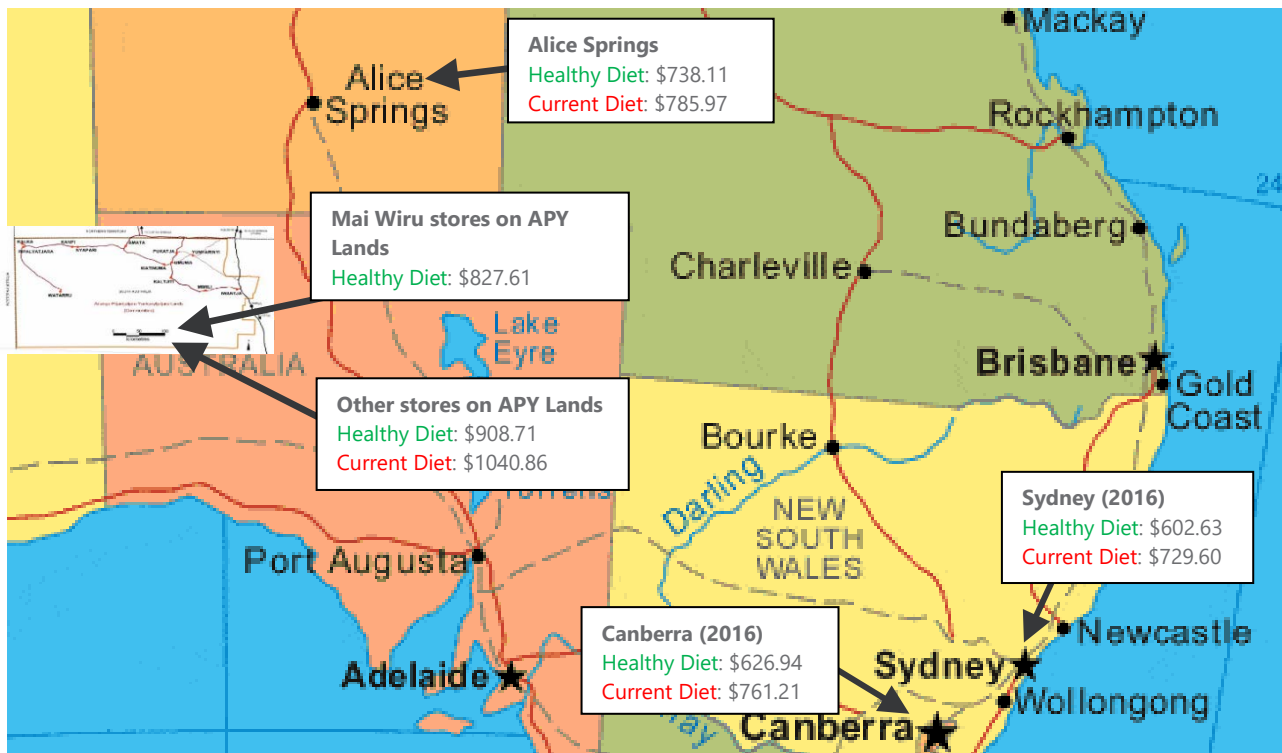 Mackay
Alice Springs
Healthy Diet: $738.11
Current Diet: $785.97
Alice
Springs
Rockhampton
24
Mai Wiru stores on APY
Lands
Healthy Diet: $827.61
Bundaberg
Charleville
WATARRU
AMATA
Lake
Eyre
AUSTRALIA
Brisbane
Gold
Coast
Other stores on APY Lands
Healthy Diet: $908.71
Current Diet: $1040.86
Bourke
Darling
NEW
SOUTH
WALES
Sydney (2016)
Healthy Diet: $602.63
Current Diet: $729.60
Port Augusta
Canberra (2016)
Healthy Diet: $626.94
Current Diet: $761.21
Newcastle
Adelaide
Sydney
Wollongong
Canberra